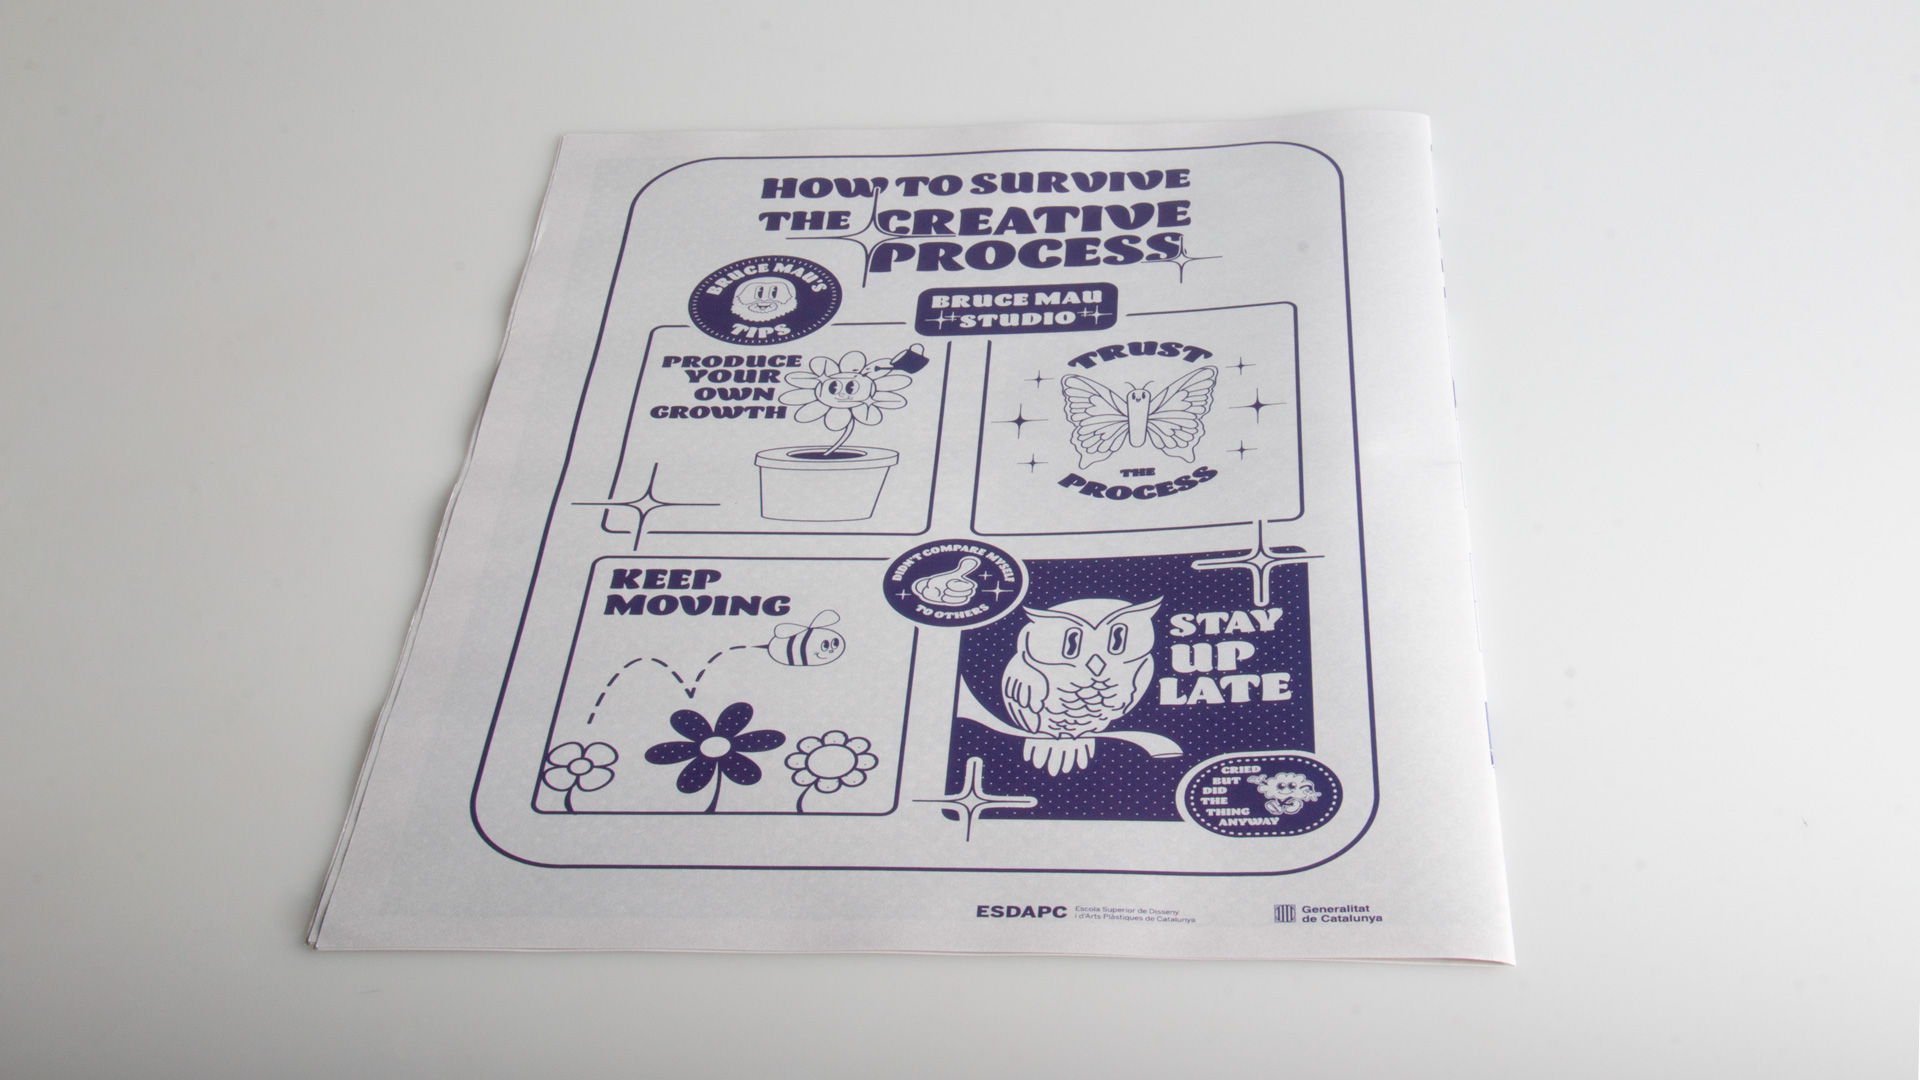 HOW TO SURVIVE
THE CREATIVE
PROCESS
BRUCE MAU'S
TIPS
BRUCE MAU
STUDIO
PRODUCE
YOUR
OWN
GROWTH
TRUST
THE
PROCESS
KEEP
MOVING
DIDN'T COMPARE MYSELF
TO OTHERS
STAY
UP
LATE
CRIED
BUT
DID
THE
THING
ANYWAY
ESDAPC
Escola Superior de Disseny
i d'Arts Plàstiques de Catalunya
Generalitat
de Catalunya